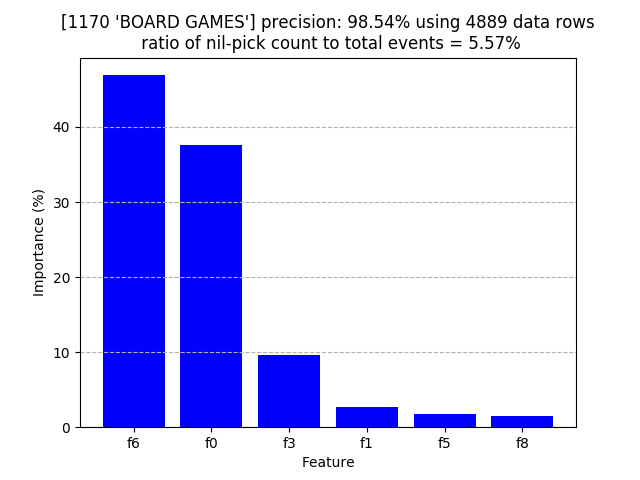 [1170 'BOARD GAMES'] precision: 98.54% using 4889 data rows
ratio of nil-pick count to total events = 5.57%
Importance (%)
40
30
20
10
0
f6 f0 f3 f1 f5 f8
Feature